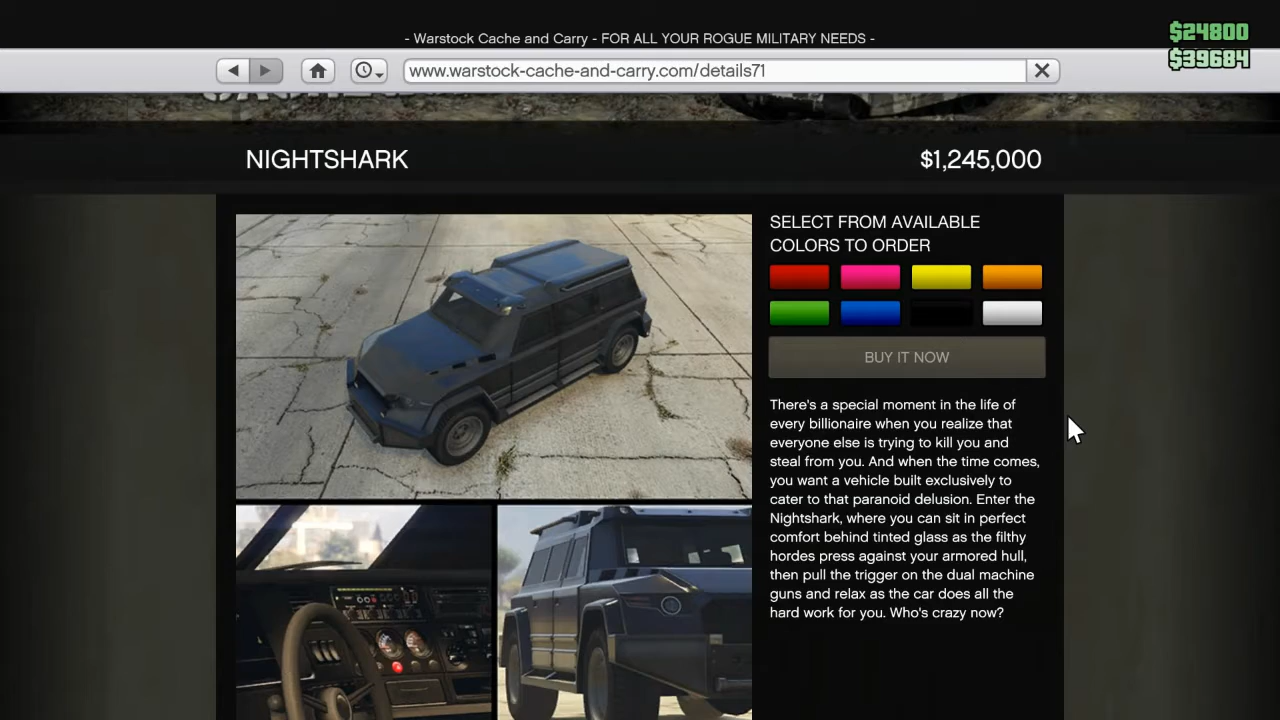 - Warstock Cache and Carry - FOR ALL YOUR ROGUE MILITARY NEEDS -
$24800
$39684
www.warstock-cache-and-carry.com/details71
NIGHTSHARK
$1,245,000
SELECT FROM AVAILABLE
COLORS TO ORDER
BUY IT NOW
There's a special moment in the life of
every billionaire when you realize that
everyone else is trying to kill you and
steal from you. And when the time comes,
you want a vehicle built exclusively to
cater to that paranoid delusion. Enter the
Nightshark, where you can sit in perfect
comfort behind tinted glass as the filthy
hordes press against your armored hull,
then pull the trigger on the dual machine
guns and relax as the car does all the
hard work for you. Who's crazy now?